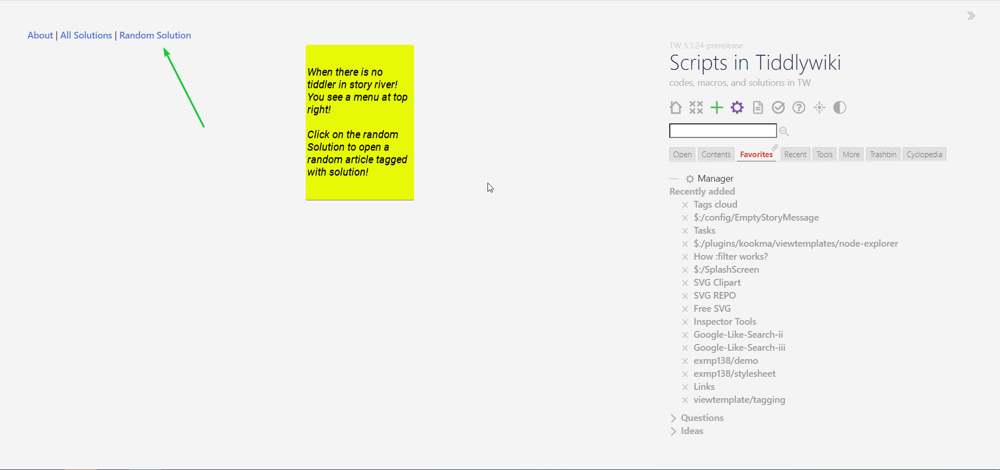 About | All Solutions | Random Solution
When there is no
tiddler in story river!
You see a menu at top
right!
Click on the random
Solution to open a
random article tagged
with solution!
TW 5.1.24-prerelease
Scripts in Tiddlywiki
codes, macros, and solutions in TW
Open Contents Favorites Recent Tools More Trashbin Cyclopedia
Manager
Recently added
Tags cloud
$:/config/EmptyStoryMessage
Tasks
$:/plugins/kookma/viewtemplates/node-explorer
How :filter works?
$:/SplashScreen
SVG Clipart
SVG REPO
Free SVG
Inspector Tools
Google-Like-Search-ii
Google-Like-Search-iii
exmp138/demo
exmp138/stylesheet
Links
viewtemplate/tagging
Questions
Ideas